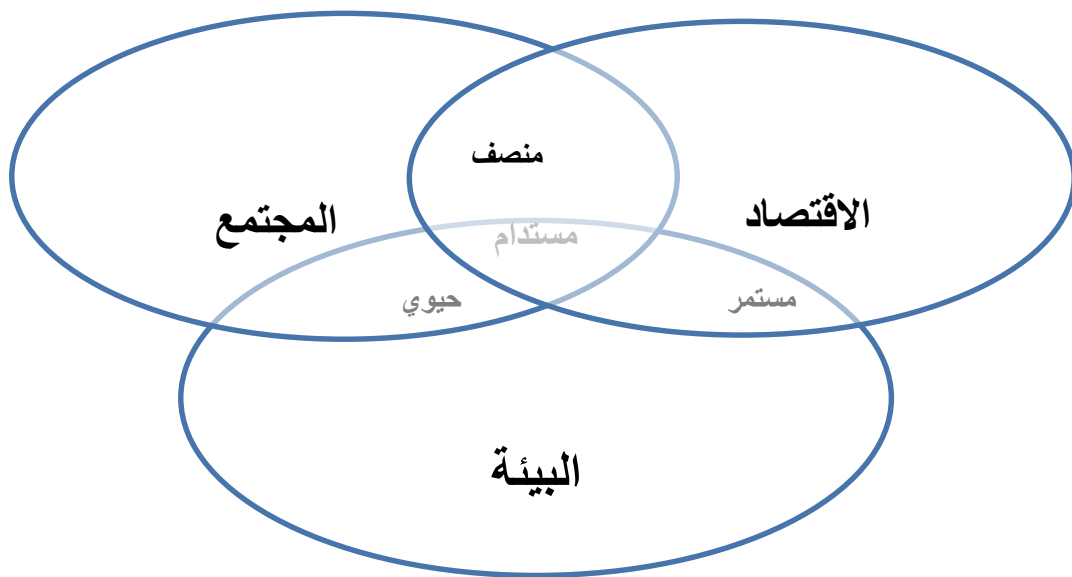 منصف
الاقتصاد
المجتمع
مستدام
مستمر
حيوي
البيئة